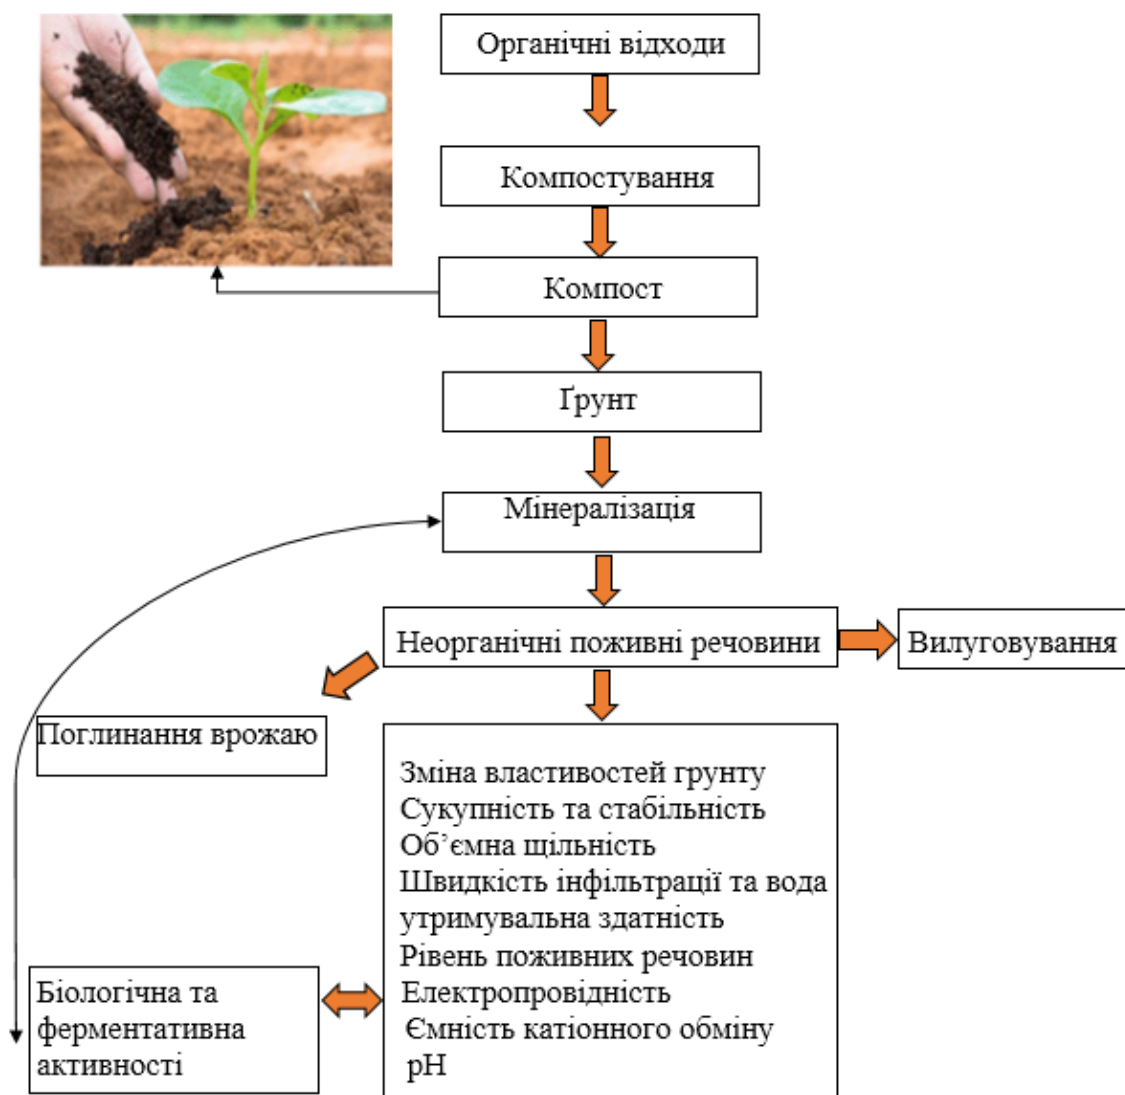 Органічні відходи
Компостування
Компост
Ґрунт
Мінералізація
Неорганічні поживні речовини
Вилуговування
Поглинання врожаю
Зміна властивостей грунту
Сукупність та стабільність
Об’ємна щільність
Швидкість інфільтрації та вода
утримувальна здатність
Рівень поживних речовин
Електропровідність
Ємність катіонного обміну
pH
Біологічна та
ферментативна
активності